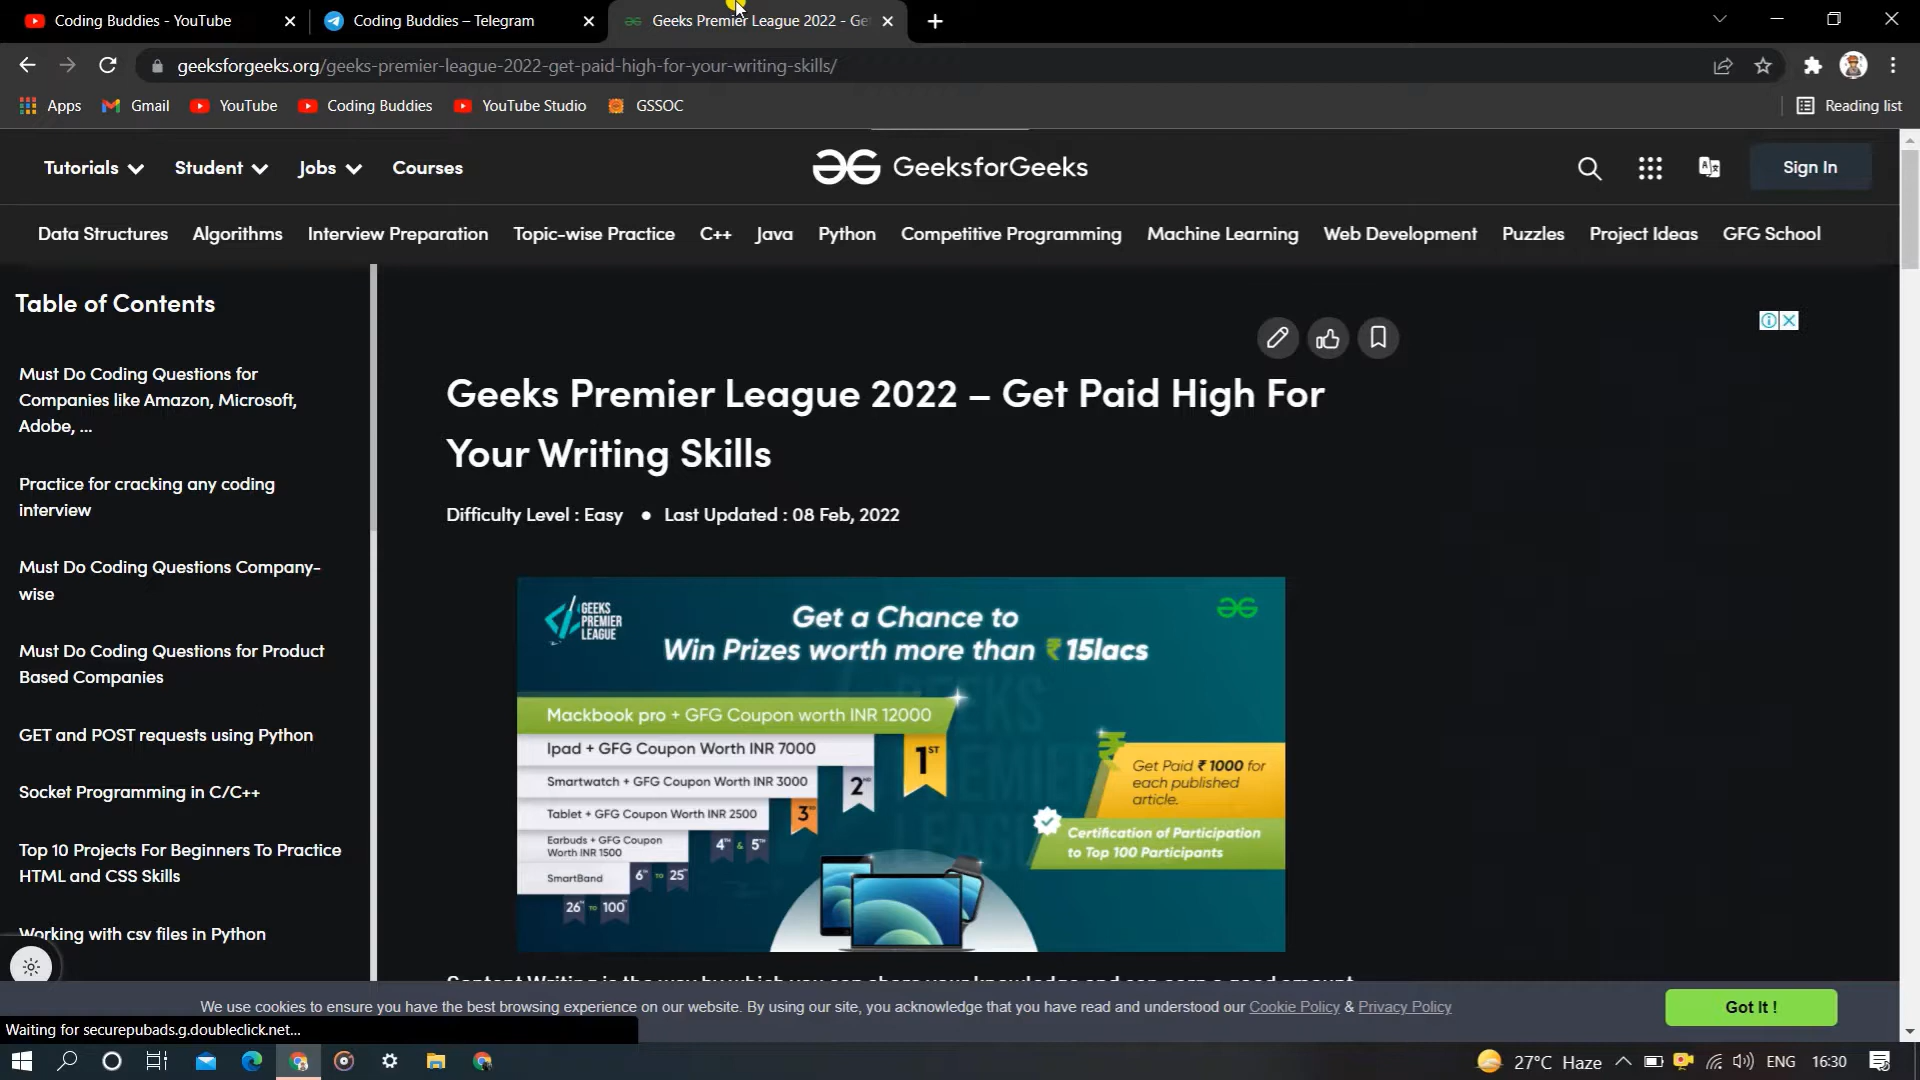 Coding Buddies - YouTube
Coding Buddies – Telegram
Geeks Premier League 2022 - Ge
geeksforgeeks.org/geeks-premier-league-2022-get-paid-high-for-your-writing-skills/
Apps
Gmail
YouTube
Coding Buddies
YouTube Studio
GSSOC
Reading list
Tutorials
Student
Jobs
Courses
GeeksforGeeks
Sign In
Data Structures
Algorithms
Interview Preparation
Topic-wise Practice
C++
Java
Python
Competitive Programming
Machine Learning
Web Development
Puzzles
Project Ideas
GFG School
Table of Contents
Must Do Coding Questions for
Companies like Amazon, Microsoft,
Adobe, ...
Practice for cracking any coding
interview
Must Do Coding Questions Company-
wise
Must Do Coding Questions for Product
Based Companies
GET and POST requests using Python
Socket Programming in C/C++
Top 10 Projects For Beginners To Practice
HTML and CSS Skills
Working with csv files in Python
Geeks Premier League 2022 – Get Paid High For
Your Writing Skills
Difficulty Level : Easy ● Last Updated : 08 Feb, 2022
GEEKS
PREMIER
LEAGUE
Get a Chance to
Win Prizes worth more than ₹ 15lacs
Mackbook pro + GFG Coupon worth INR 12000
1ST
Ipad + GFG Coupon Worth INR 7000
2ND
Smartwatch + GFG Coupon Worth INR 3000
3RD
Tablet + GFG Coupon Worth INR 2500
4TH & 5TH
Earbuds + GFG Coupon
Worth INR 1500
6TH TO 25TH
SmartBand
26TH TO 100TH
Get Paid ₹ 1000 for
each published
article.
Certification of Participation
to Top 100 Participants
We use cookies to ensure you have the best browsing experience on our website. By using our site, you acknowledge that you have read and understood our Cookie Policy & Privacy Policy
Got It !
Waiting for securepubads.g.doubleclick.net...
27°C Haze
ENG
16:30